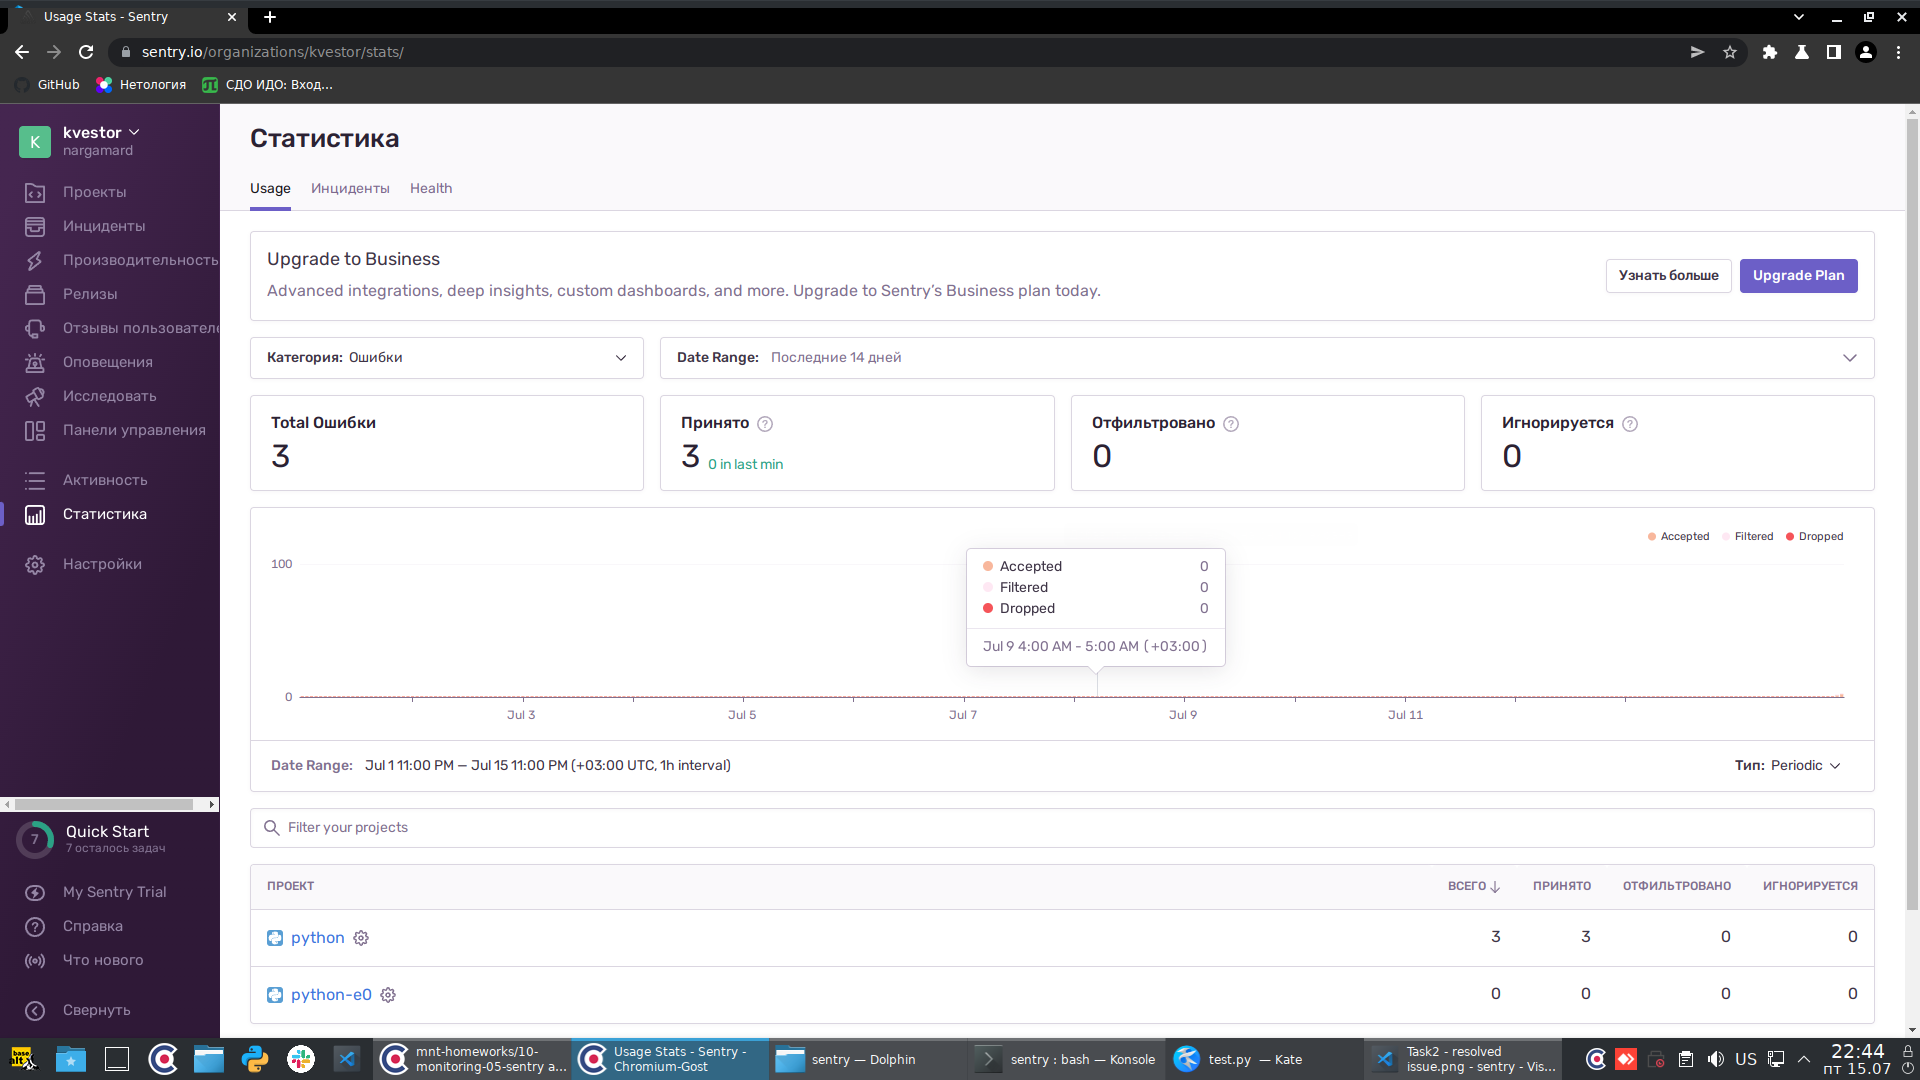 Usage Stats - Sentry
sentry.io/organizations/kvestor/stats/
GitHub
Нетология
СДО ИДО: Вход...
K
kvestor
nargamard
Проекты
Инциденты
Производительность
Релизы
Отзывы пользователе
Оповещения
Исследовать
Панели управления
Активность
Статистика
Настройки
7
Quick Start
7 осталось задач
My Sentry Trial
Справка
Что нового
Свернуть
Статистика
Usage Инциденты Health
Upgrade to Business
Advanced integrations, deep insights, custom dashboards, and more. Upgrade to Sentry's Business plan today.
Узнать больше
Upgrade Plan
Категория: Ошибки
Date Range: Последние 14 дней
Total Ошибки
3
Принято ?
3 0 in last min
Отфильтровано ?
0
Игнорируется ?
0
Accepted Filtered Dropped
100
0
Accepted 0
Filtered 0
Dropped 0
Jul 9 4:00 AM - 5:00 AM (+03:00)
Jul 3 Jul 5 Jul 7 Jul 9 Jul 11
Date Range: Jul 1 11:00 PM — Jul 15 11:00 PM (+03:00 UTC, 1h interval)
Тип: Periodic
Filter your projects
ПРОЕКТ ВСЕГО ПРИНЯТО ОТФИЛЬТРОВАНО ИГНОРИРУЕТСЯ
python 3 3 0 0
python-e0 0 0 0 0
base
alt
mnt-homeworks/10-
monitoring-05-sentry a...
Usage Stats - Sentry -
Chromium-Gost
sentry — Dolphin
sentry : bash — Konsole
test.py — Kate
Task2 - resolved
issue.png - sentry - Vis...
US
22:44
пт 15.07